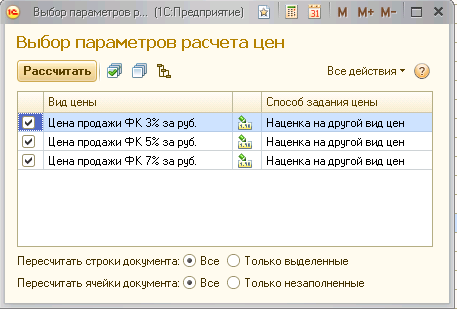 Выбор параметров р... (1С:Предприятие) 31 M M+ M-
Выбор параметров расчета цен
Рассчитать Все действия ?
Вид цены Способ задания цены
Цена продажи ФК 3% за руб. Наценка на другой вид цен
Цена продажи ФК 5% за руб. Наценка на другой вид цен
Цена продажи ФК 7% за руб. Наценка на другой вид цен
Пересчитать строки документа: Все Только выделенные
Пересчитать ячейки документа: Все Только незаполненные